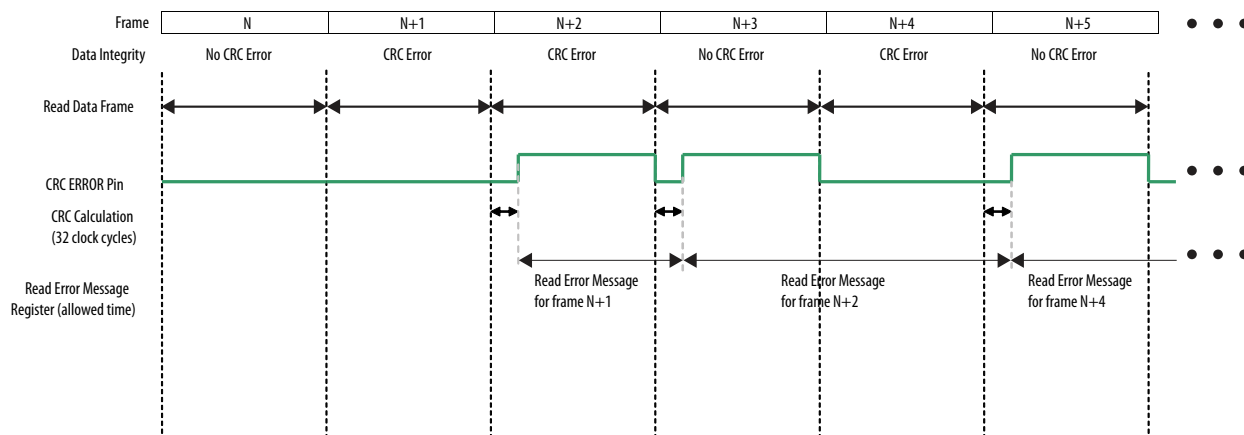 Frame N N+1 N+2 N+3 N+4 N+5
Data Integrity No CRC Error CRC Error CRC Error No CRC Error CRC Error No CRC Error
Read Data Frame
CRC ERROR Pin
CRC Calculation
(32 clock cycles)
Read Error Message
Register (allowed time)
Read Error Message
for frame N+1
Read Error Message
for frame N+2
Read Error Message
for frame N+4